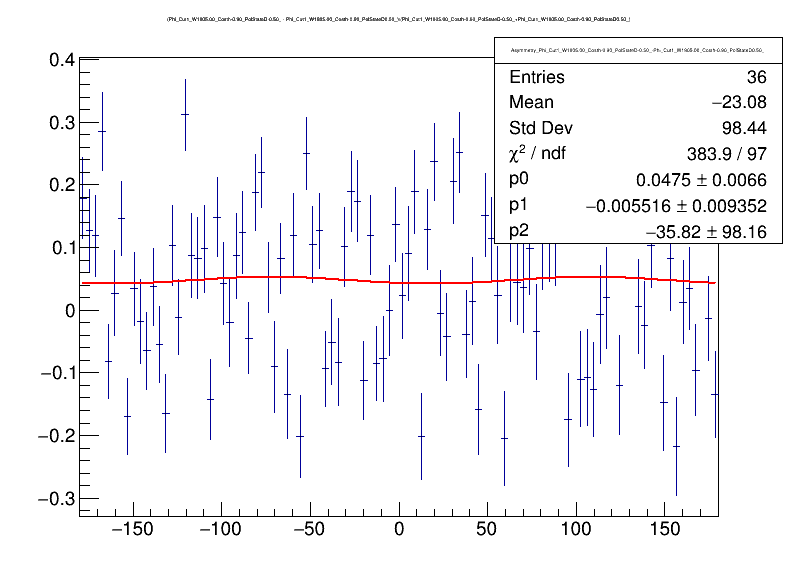 Entries 36
Mean −23.08
Std Dev 98.44
χ² / ndf 383.9 / 97
p0 0.0475 ± 0.0066
p1 −0.005516 ± 0.009352
p2 −35.82 ± 98.16
0.4
0.3
0.2
0.1
0
−0.1
−0.2
−0.3
−150 −100 −50 0 50 100 150